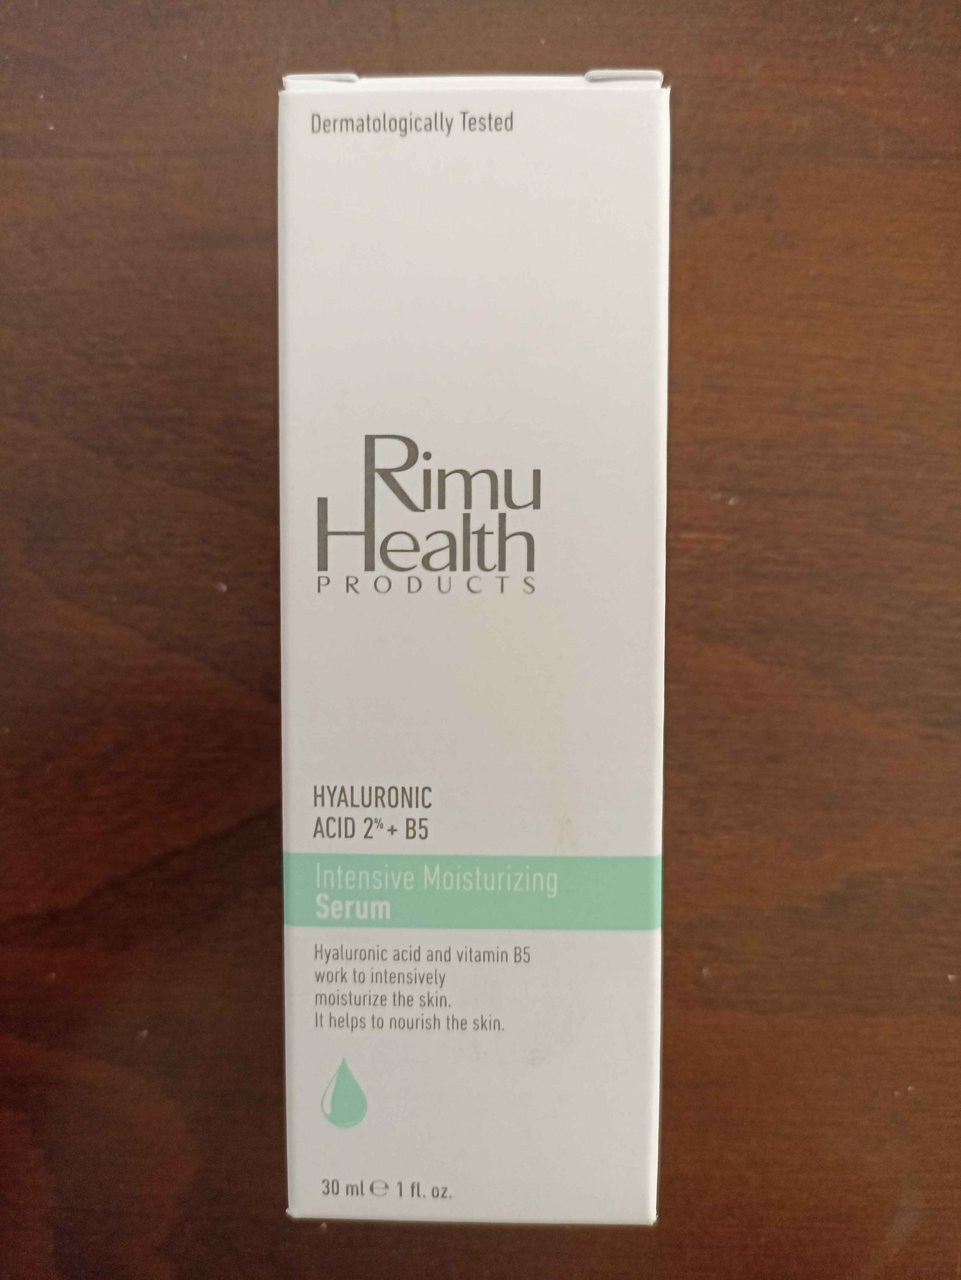 Dermatologically Tested
Rimu
Health
PRODUCTS
HYALURONIC
ACID 2% + B5
Intensive Moisturizing
Serum
Hyaluronic acid and vitamin B5
work to intensively
moisturize the skin.
It helps to nourish the skin.
30 ml ℮ 1 fl. oz.